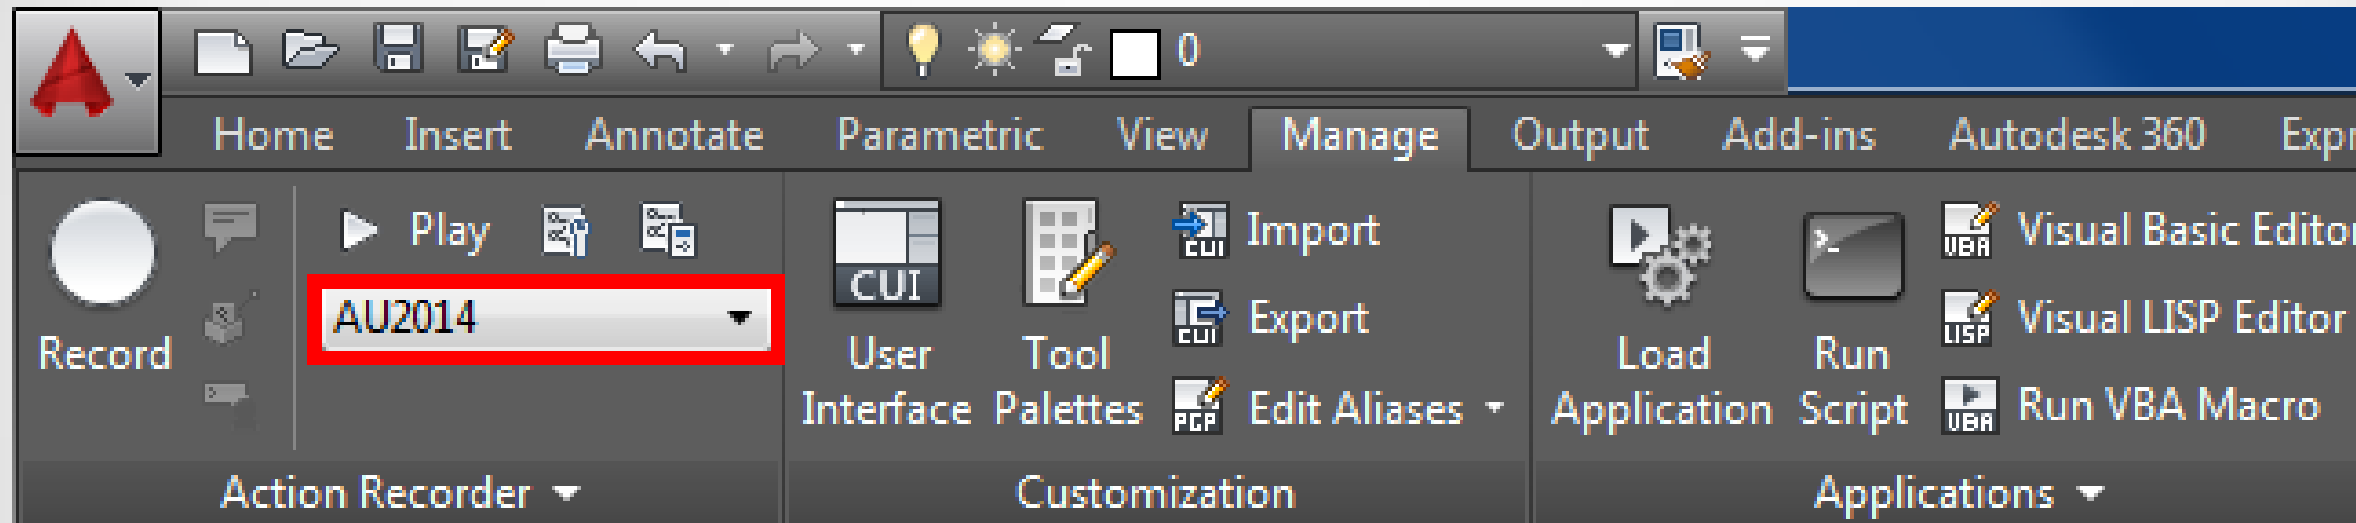 0
Home Insert Annotate Parametric View Manage Output Add-ins Autodesk 360 Expr
Play Import Visual Basic Editor
CUI CUI VBA
AU2014 Export Visual LISP Editor
CUI LISP
Record User Tool Load Run
Interface Palettes Edit Aliases Application Script Run VBA Macro
PGP VBA
Action Recorder Customization Applications